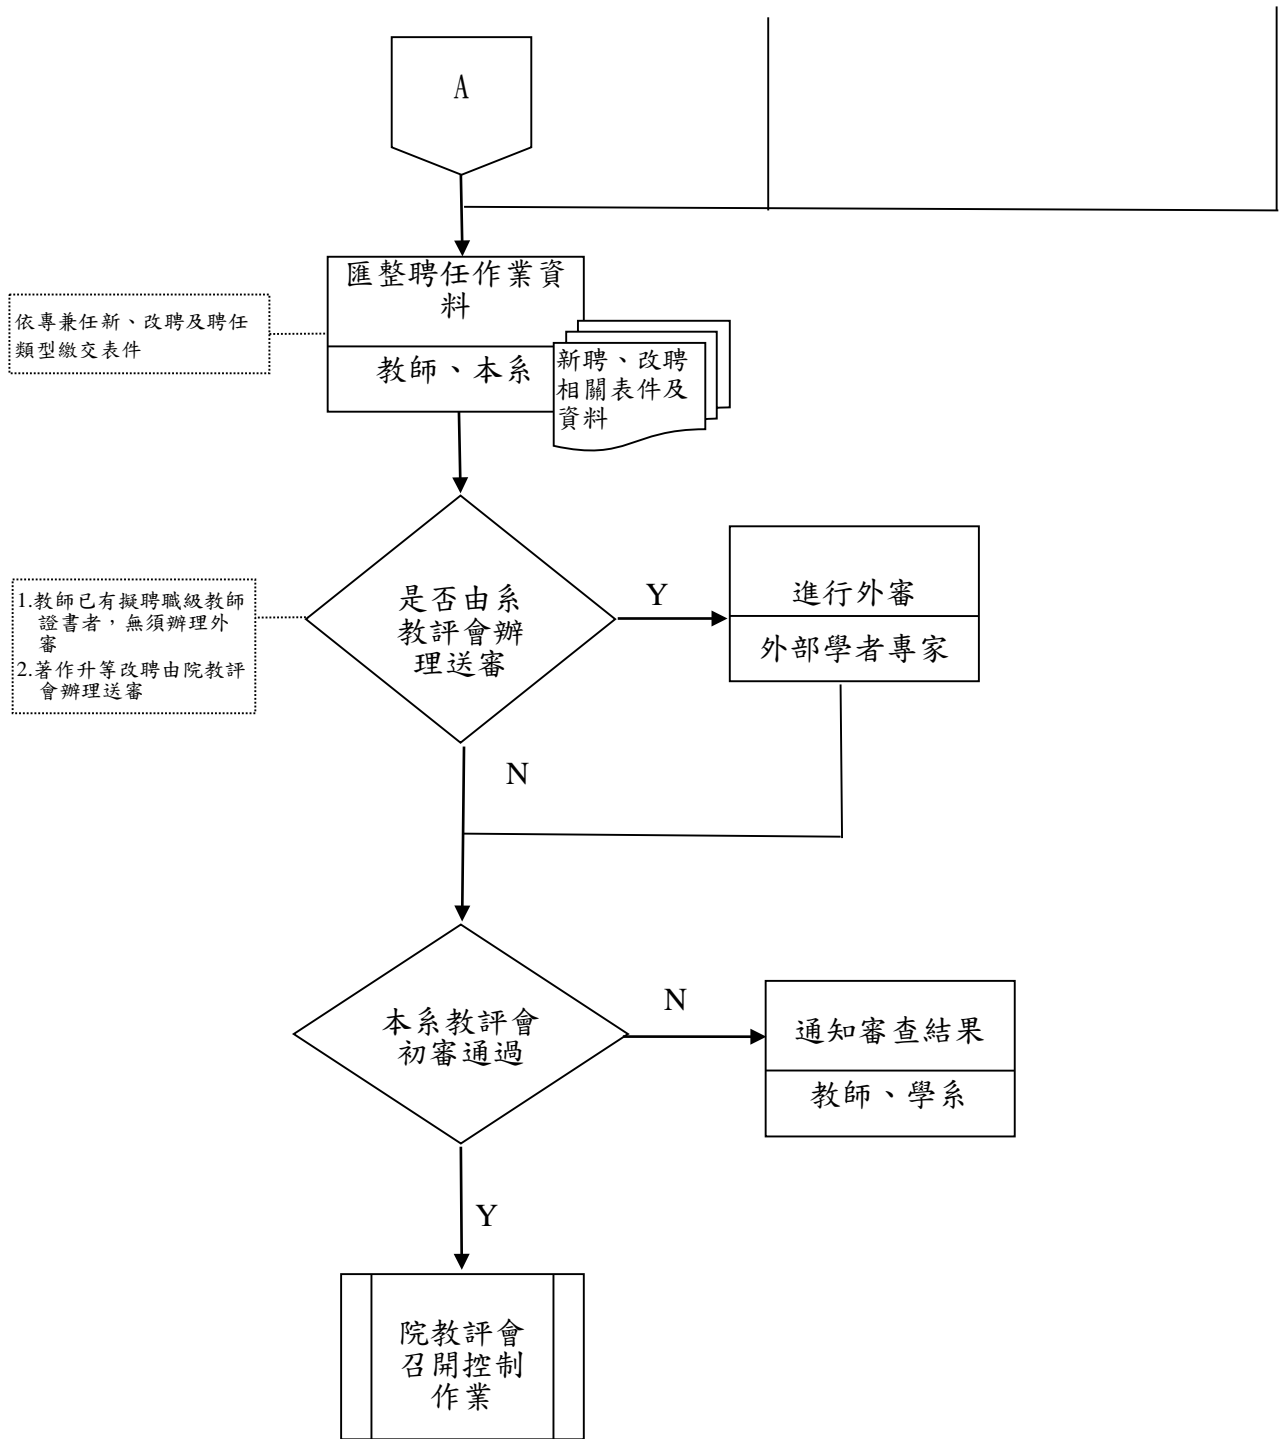 A
匯整聘任作業資
料
依專兼任新、改聘及聘任
類型繳交表件
教師、本系
新聘、改聘
相關表件及
資料
1.教師已有擬聘職級教師
證書者，無須辦理外
審
2.著作升等改聘由院教評
會辦理送審
是否由系
教評會辦
理送審
Y
進行外審
外部學者專家
N
本系教評會
初審通過
N
通知審查結果
教師、學系
Y
院教評會
召開控制
作業